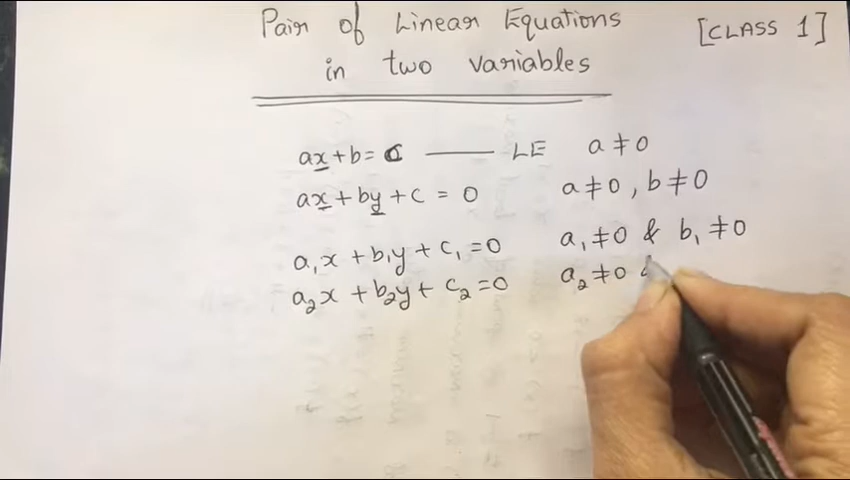 Pair of Linear Equations [CLASS 1]
in two variables
ax+b= 0 —— LE a≠0
ax + by + c = 0 a≠0, b≠0
a₁x + b₁y + c₁ =0 a₁≠0 & b₁≠0
a₂x + b₂y + c₂ =0 a₂≠0